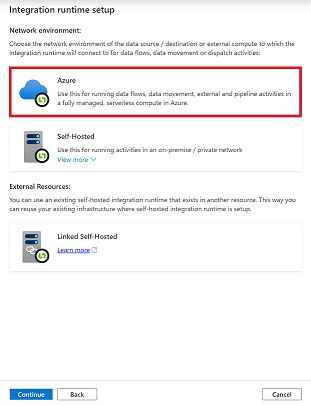 Integration runtime setup
Network environment:
Choose the network environment of the data source / destination or external compute to which the
integration runtime will connect to for data flows, data movement or dispatch activities:
Azure
Use this for running data flows, data movement, external and pipeline activities in
a fully managed, serverless compute in Azure.
Self-Hosted
Use this for running activities in an on-premise / private network
View more
External Resources:
You can use an existing self-hosted integration runtime that exists in another resource. This way you
can reuse your existing infrastructure where self-hosted integration runtime is setup.
Linked Self-Hosted
Learn more
Continue
Back
Cancel